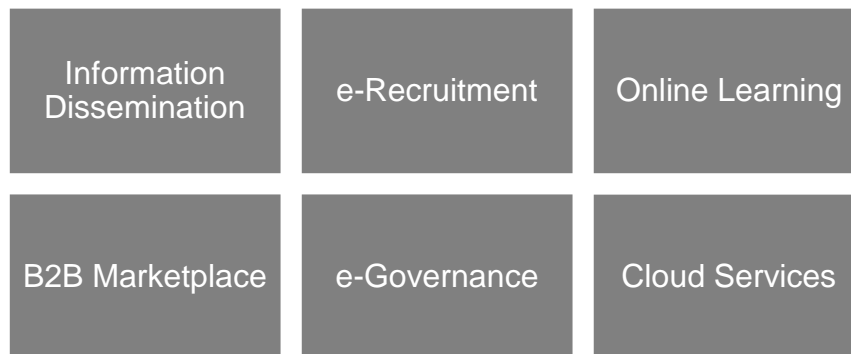 Information
Dissemination
e-Recruitment
Online Learning
B2B Marketplace
e-Governance
Cloud Services